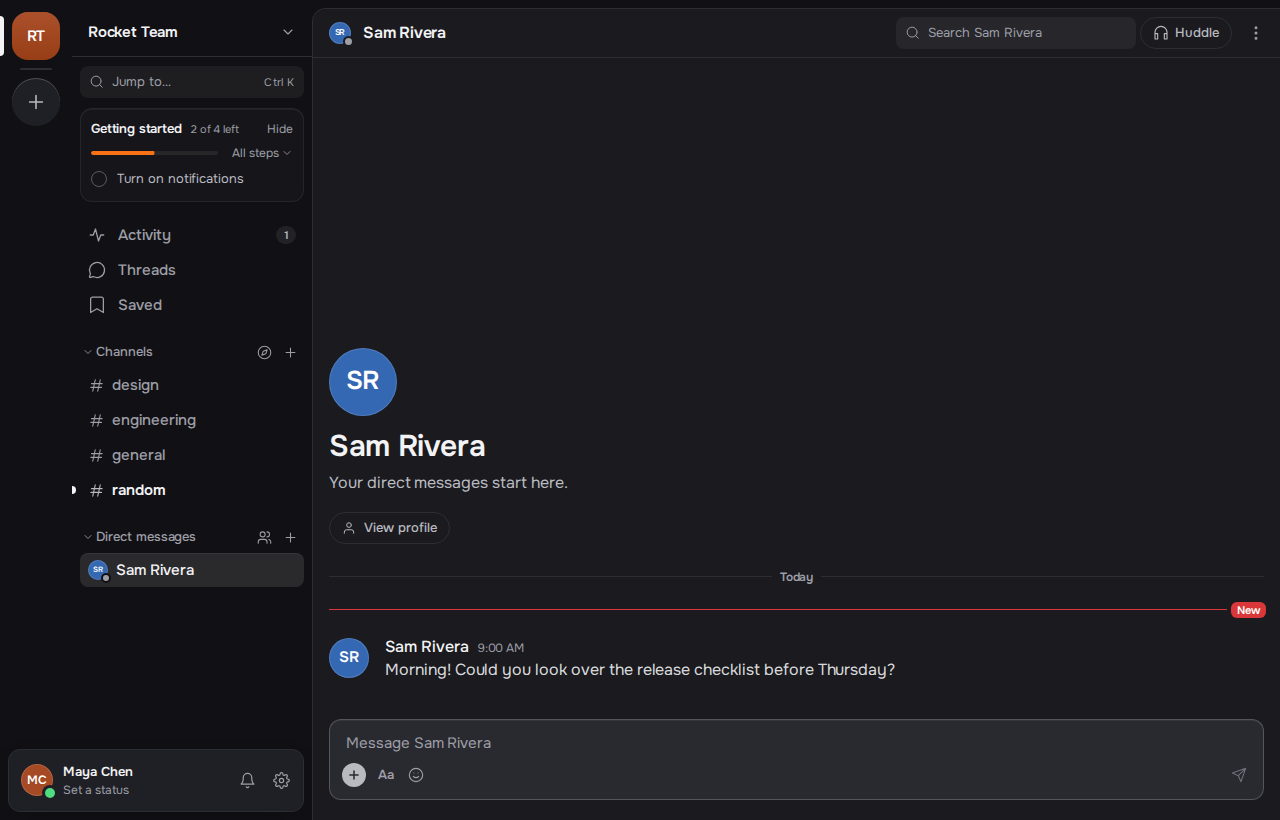 RT
Rocket Team
Jump to...
Ctrl K
Getting started 2 of 4 left Hide
All steps
Turn on notifications
Activity 1
Threads
Saved
Channels
# design
# engineering
# general
# random
Direct messages
SR Sam Rivera
MC
Maya Chen
Set a status
SR Sam Rivera
Search Sam Rivera
Huddle
SR
Sam Rivera
Your direct messages start here.
View profile
Today
New
SR
Sam Rivera 9:00 AM
Morning! Could you look over the release checklist before Thursday?
Message Sam Rivera
Aa